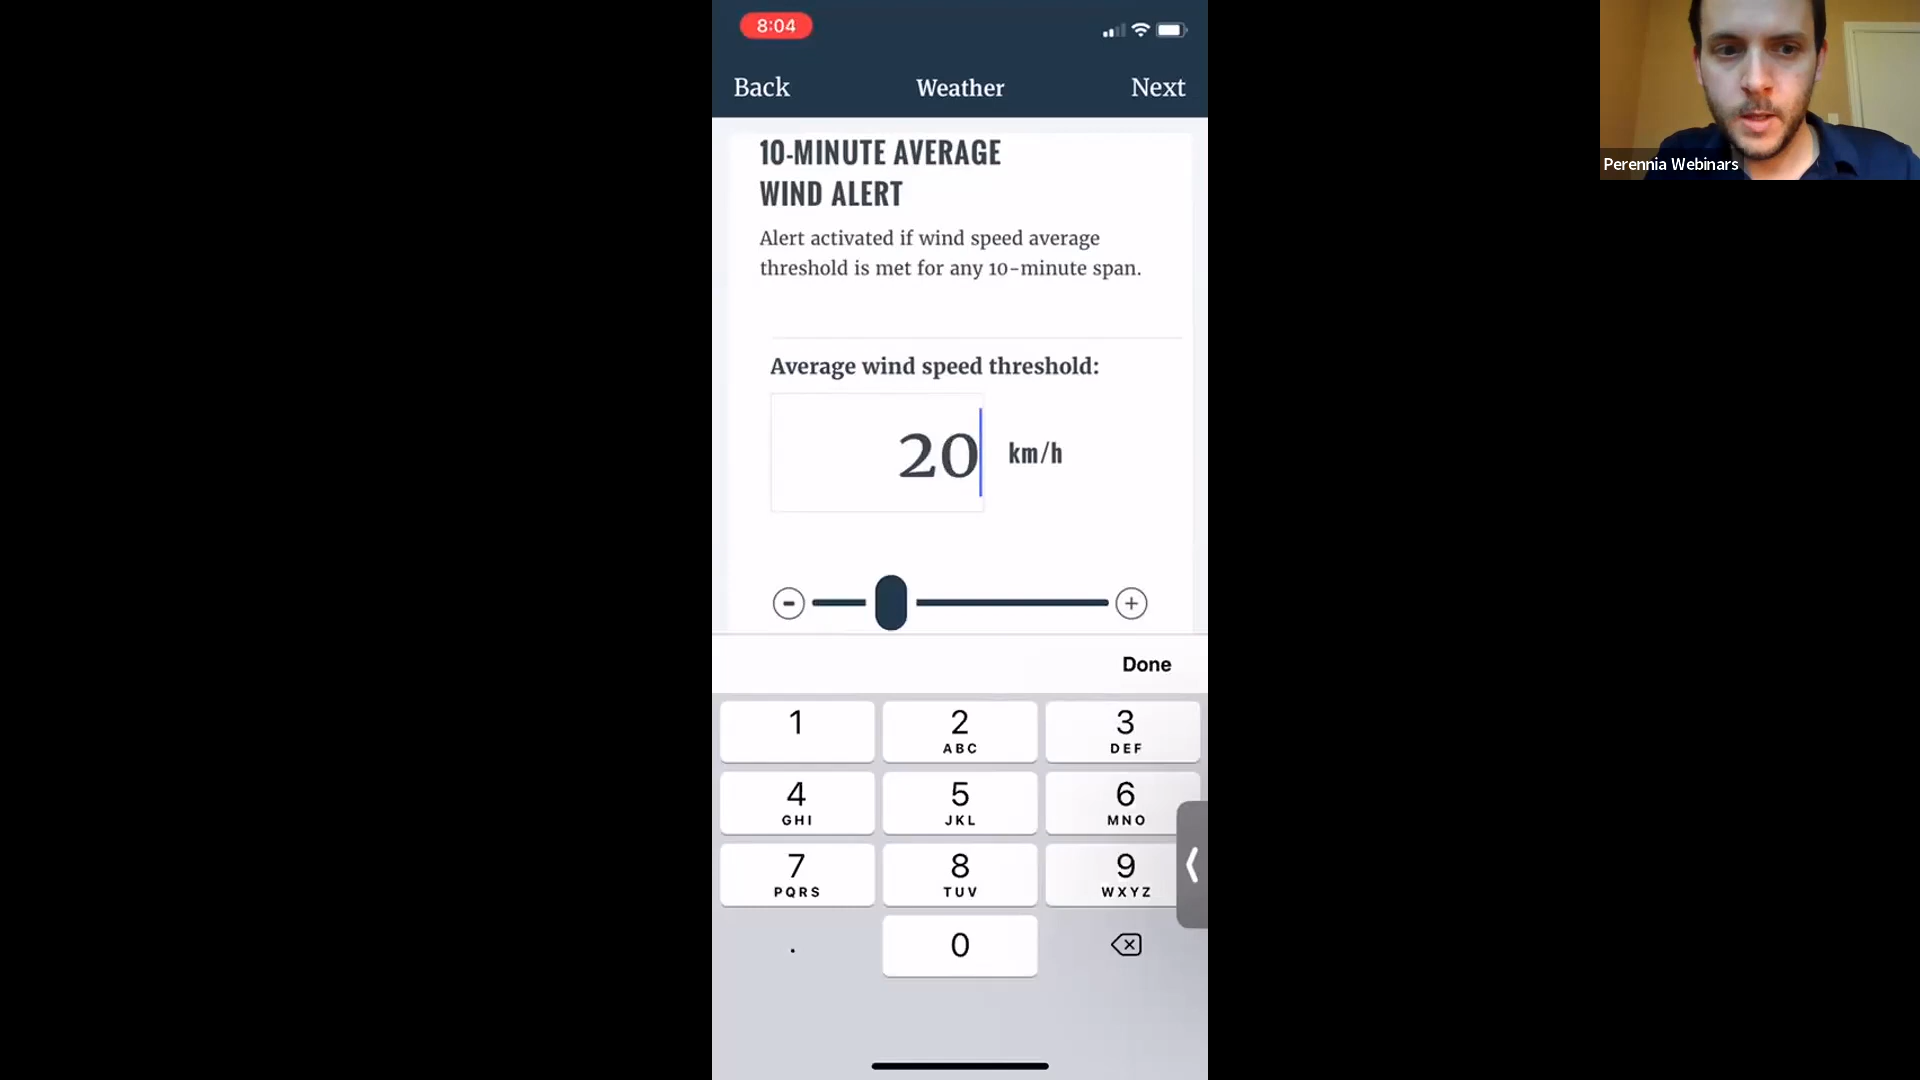 8:04
Back
Weather
Next
10-MINUTE AVERAGE
WIND ALERT
Alert activated if wind speed average
threshold is met for any 10-minute span.
Average wind speed threshold:
20 km/h
Done
1
2
ABC
3
DEF
4
GHI
5
JKL
6
MNO
7
PQRS
8
TUV
9
WXYZ
.
0
Perennia Webinars